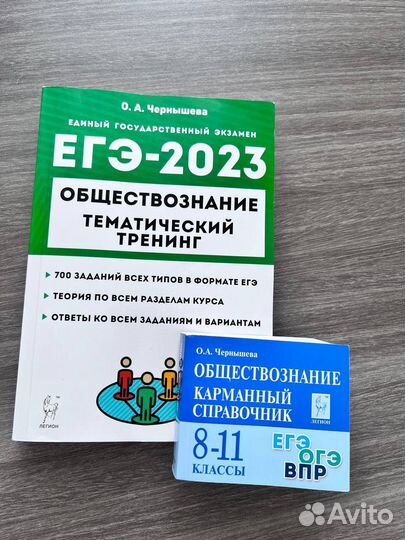 О. А. Чернышева
ЕДИНЫЙ ГОСУДАРСТВЕННЫЙ ЭКЗАМЕН
ЕГЭ-2023
ОБЩЕСТВОЗНАНИЕ
ТЕМАТИЧЕСКИЙ
ТРЕНИНГ
700 ЗАДАНИЙ ВСЕХ ТИПОВ В ФОРМАТЕ ЕГЭ
ТЕОРИЯ ПО ВСЕМ РАЗДЕЛАМ КУРСА
ОТВЕТЫ КО ВСЕМ ЗАДАНИЯМ И ВАРИАНТАМ
ЛЕГИОН
О.А. Чернышева
ОБЩЕСТВОЗНАНИЕ
КАРМАННЫЙ
СПРАВОЧНИК
ЛЕГИОН
8-11
КЛАССЫ
ЕГЭ
ОГЭ
ВПР
Avito